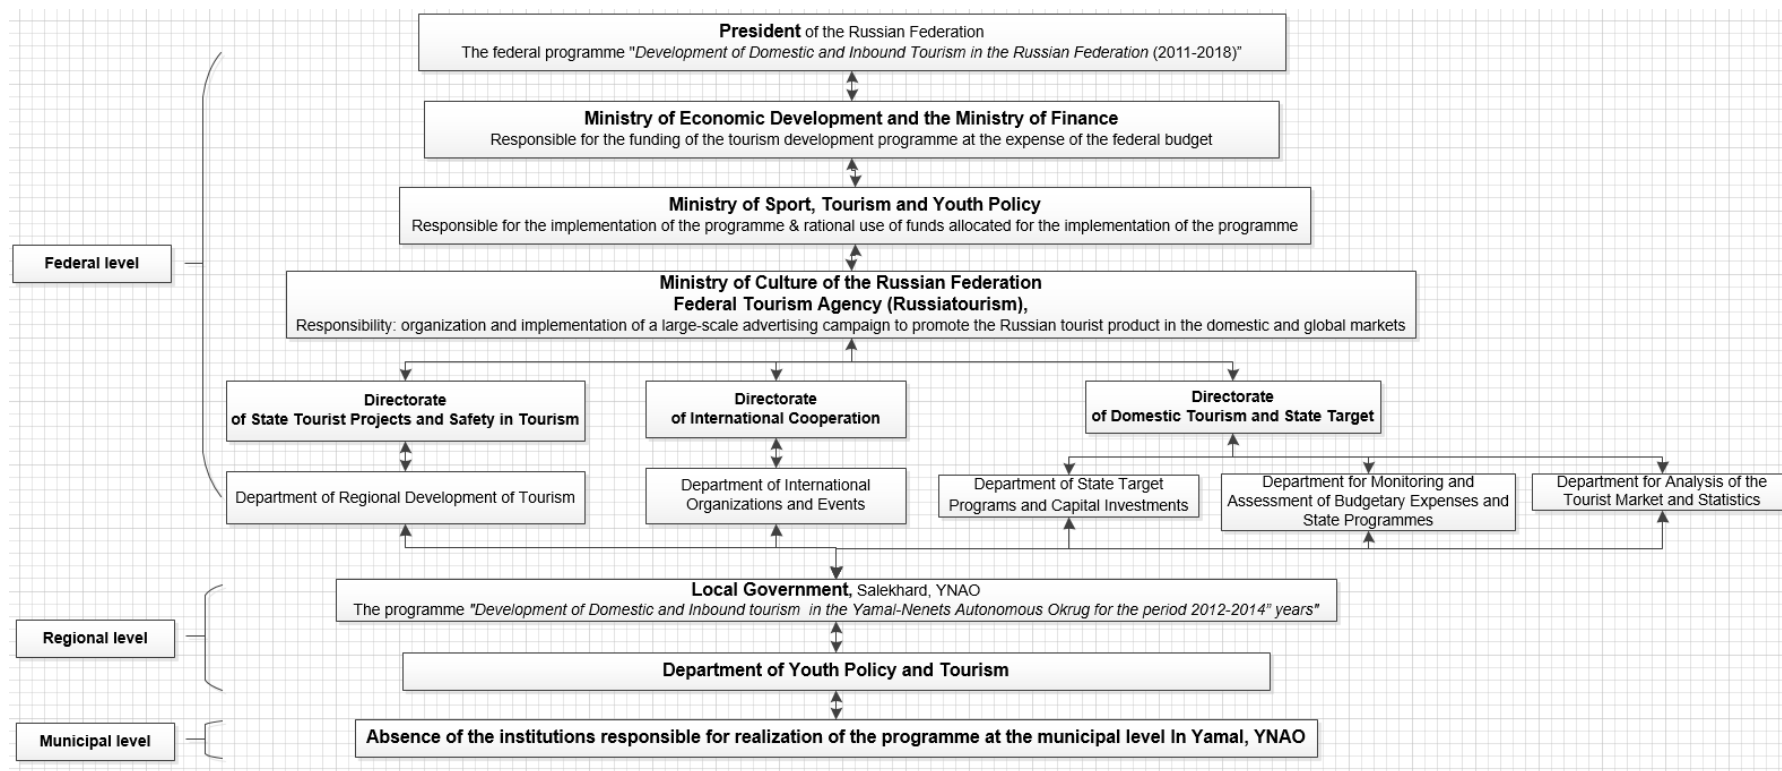 President of the Russian Federation
The federal programme "Development of Domestic and Inbound Tourism in the Russian Federation (2011-2018)"
Ministry of Economic Development and the Ministry of Finance
Responsible for the funding of the tourism development programme at the expense of the federal budget
Ministry of Sport, Tourism and Youth Policy
Responsible for the implementation of the programme & rational use of funds allocated for the implementation of the programme
Federal level
Ministry of Culture of the Russian Federation
Federal Tourism Agency (Russiatourism),
Responsibility: organization and implementation of a large-scale advertising campaign to promote the Russian tourist product in the domestic and global markets
Directorate
of State Tourist Projects and Safety in Tourism
Directorate
of International Cooperation
Directorate
of Domestic Tourism and State Target
Department of Regional Development of Tourism
Department of International
Organizations and Events
Department of State Target
Programs and Capital Investments
Department for Monitoring and
Assessment of Budgetary Expenses and
State Programmes
Department for Analysis of the
Tourist Market and Statistics
Local Government, Salekhard, YNAO
The programme "Development of Domestic and Inbound tourism in the Yamal-Nenets Autonomous Okrug for the period 2012-2014” years"
Regional level
Department of Youth Policy and Tourism
Municipal level
Absence of the institutions responsible for realization of the programme at the municipal level In Yamal, YNAO